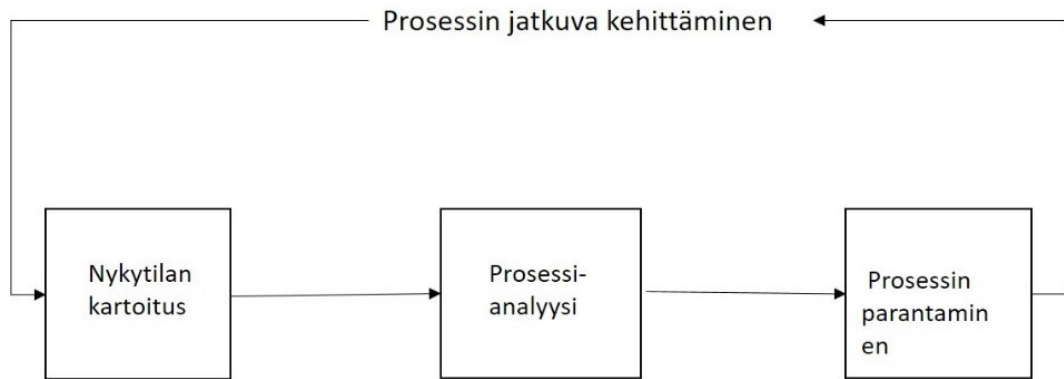 Prosessin jatkuva kehittäminen
Nykytilan
kartoitus
Prosessi-
analyysi
Prosessin
parantamin
en